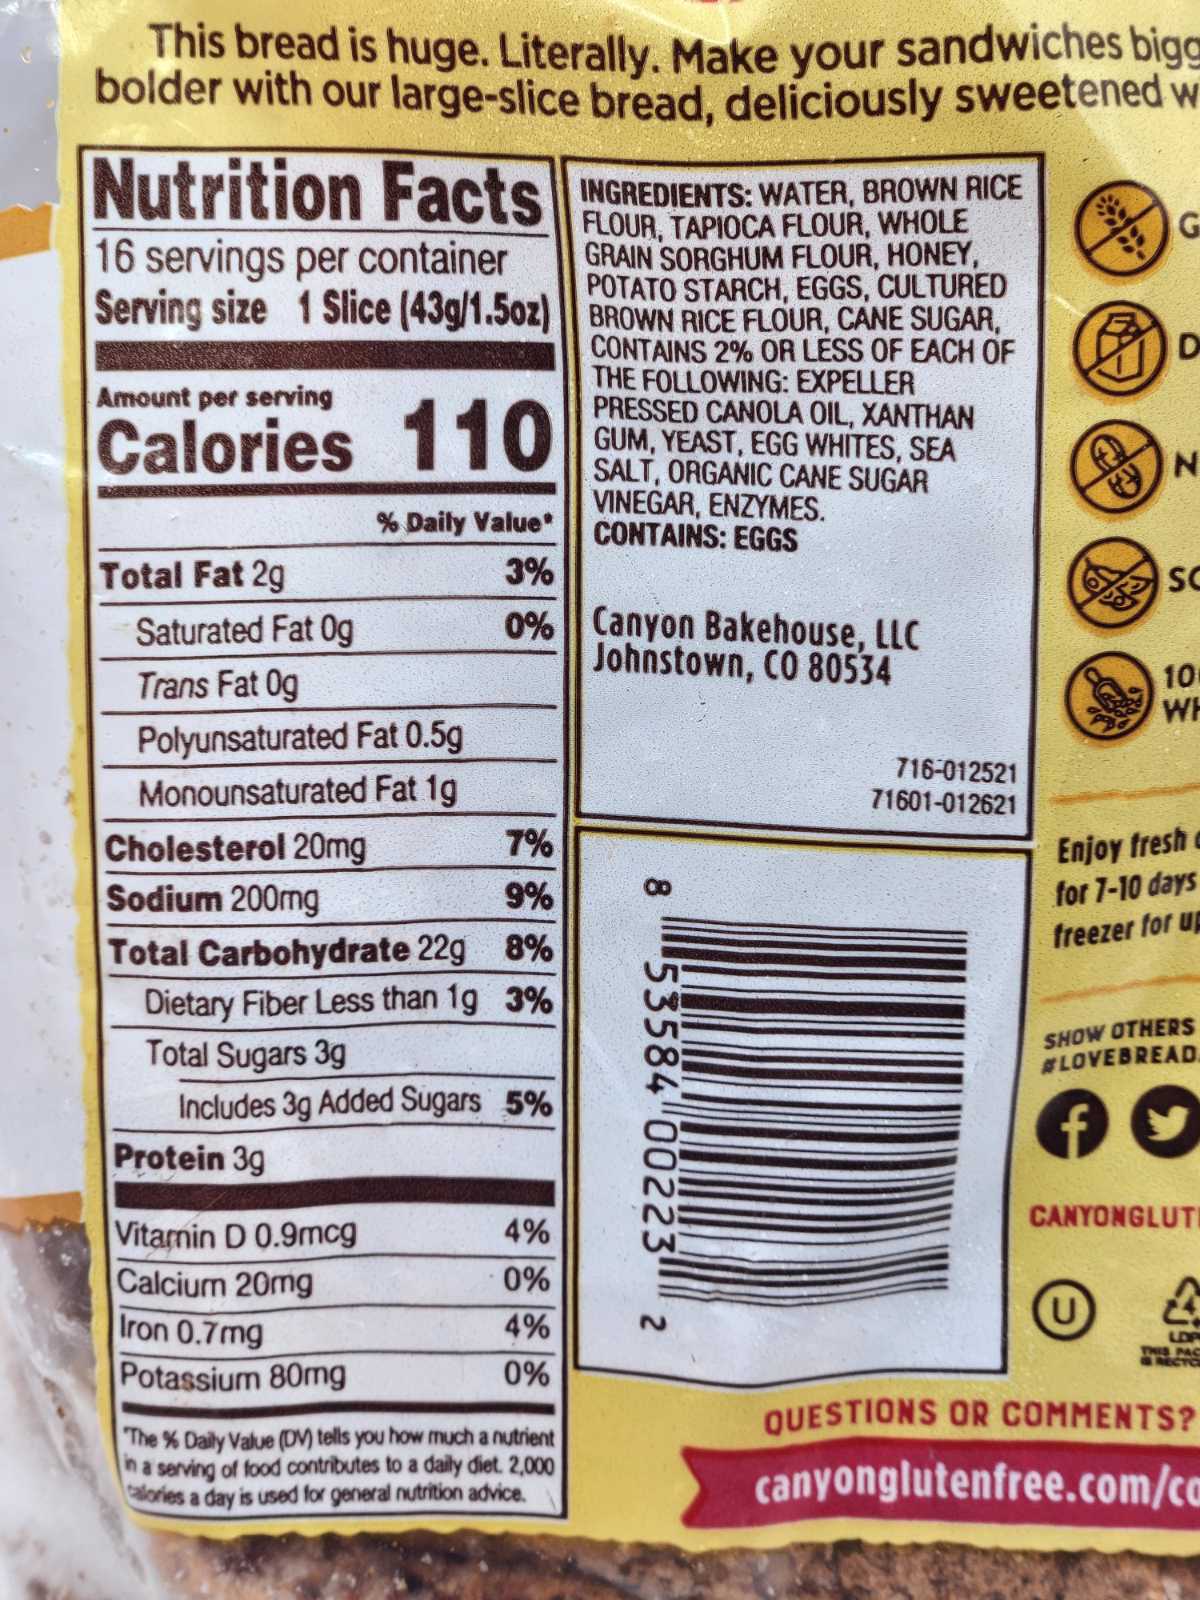 This bread is huge. Literally. Make your sandwiches
bolder with our large-slice bread, deliciously sweetened
Nutrition Facts
16 servings per container
Serving size 1 Slice (43g/1.5oz)
Amount per serving
Calories 110
% Daily Value*
Total Fat 2g 3%
Saturated Fat 0g 0%
Trans Fat 0g
Polyunsaturated Fat 0.5g
Monounsaturated Fat 1g
Cholesterol 20mg 7%
Sodium 200mg 9%
Total Carbohydrate 22g 8%
Dietary Fiber Less than 1g 3%
Total Sugars 3g
Includes 3g Added Sugars 5%
Protein 3g
Vitamin D 0.9mcg 4%
Calcium 20mg 0%
Iron 0.7mg 4%
Potassium 80mg 0%
*The % Daily Value (DV) tells you how much a nutrient
in a serving of food contributes to a daily diet. 2,000
calories a day is used for general nutrition advice.
INGREDIENTS: WATER, BROWN RICE
FLOUR, TAPIOCA FLOUR, WHOLE
GRAIN SORGHUM FLOUR, HONEY,
POTATO STARCH, EGGS, CULTURED
BROWN RICE FLOUR, CANE SUGAR,
CONTAINS 2% OR LESS OF EACH OF
THE FOLLOWING: EXPELLER
PRESSED CANOLA OIL, XANTHAN
GUM, YEAST, EGG WHITES, SEA
SALT, ORGANIC CANE SUGAR
VINEGAR, ENZYMES.
CONTAINS: EGGS
Canyon Bakehouse, LLC
Johnstown, CO 80534
716-012521
71601-012621
8 53584 00223 2
Enjoy fresh
for 7-10 days
freezer for
SHOW OTHERS
#LOVEBREAD
CANYONGLUT
U
THIS
QUESTIONS OR COMMENTS?
canyonglutenfree.com/co